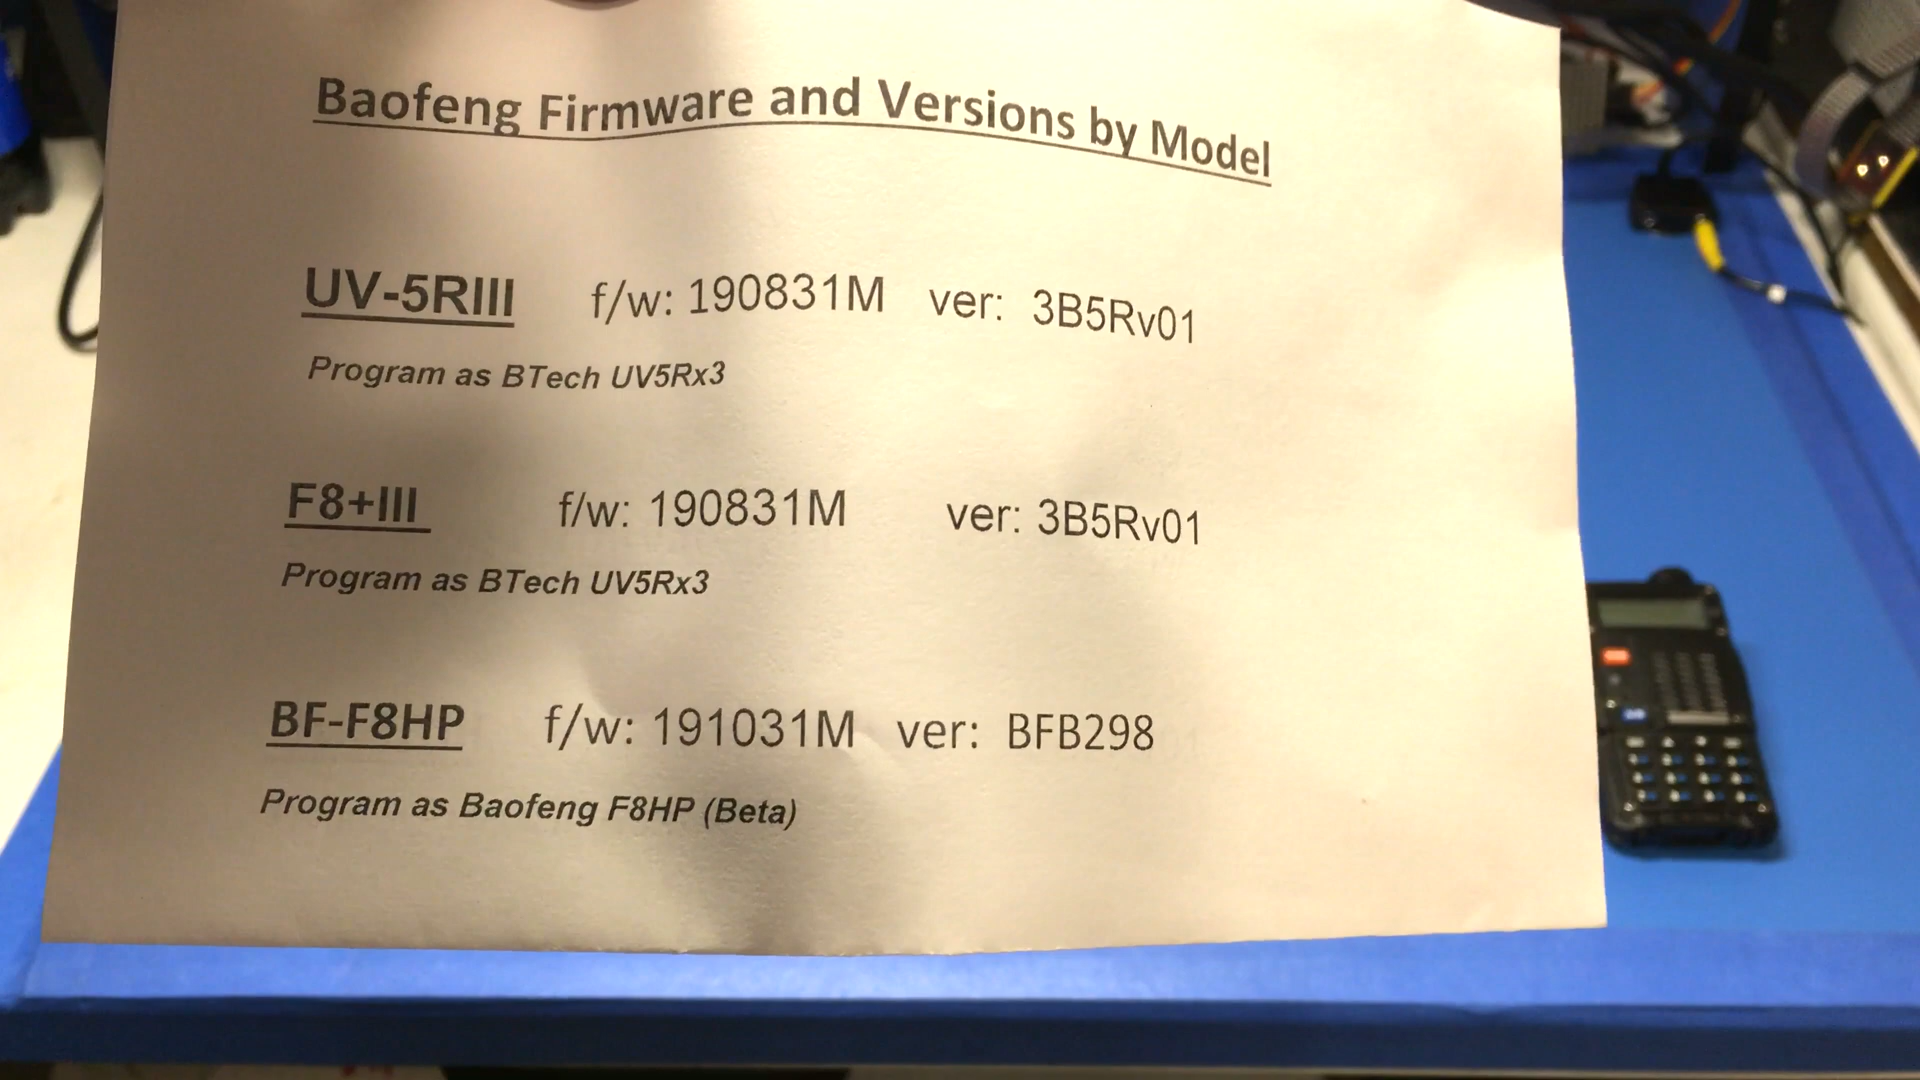 Baofeng Firmware and Versions by Model
UV-5RIII f/w: 190831M ver: 3B5Rv01
Program as BTech UV5Rx3
F8+III f/w: 190831M ver: 3B5Rv01
Program as BTech UV5Rx3
BF-F8HP f/w: 191031M ver: BFB298
Program as Baofeng F8HP (Beta)